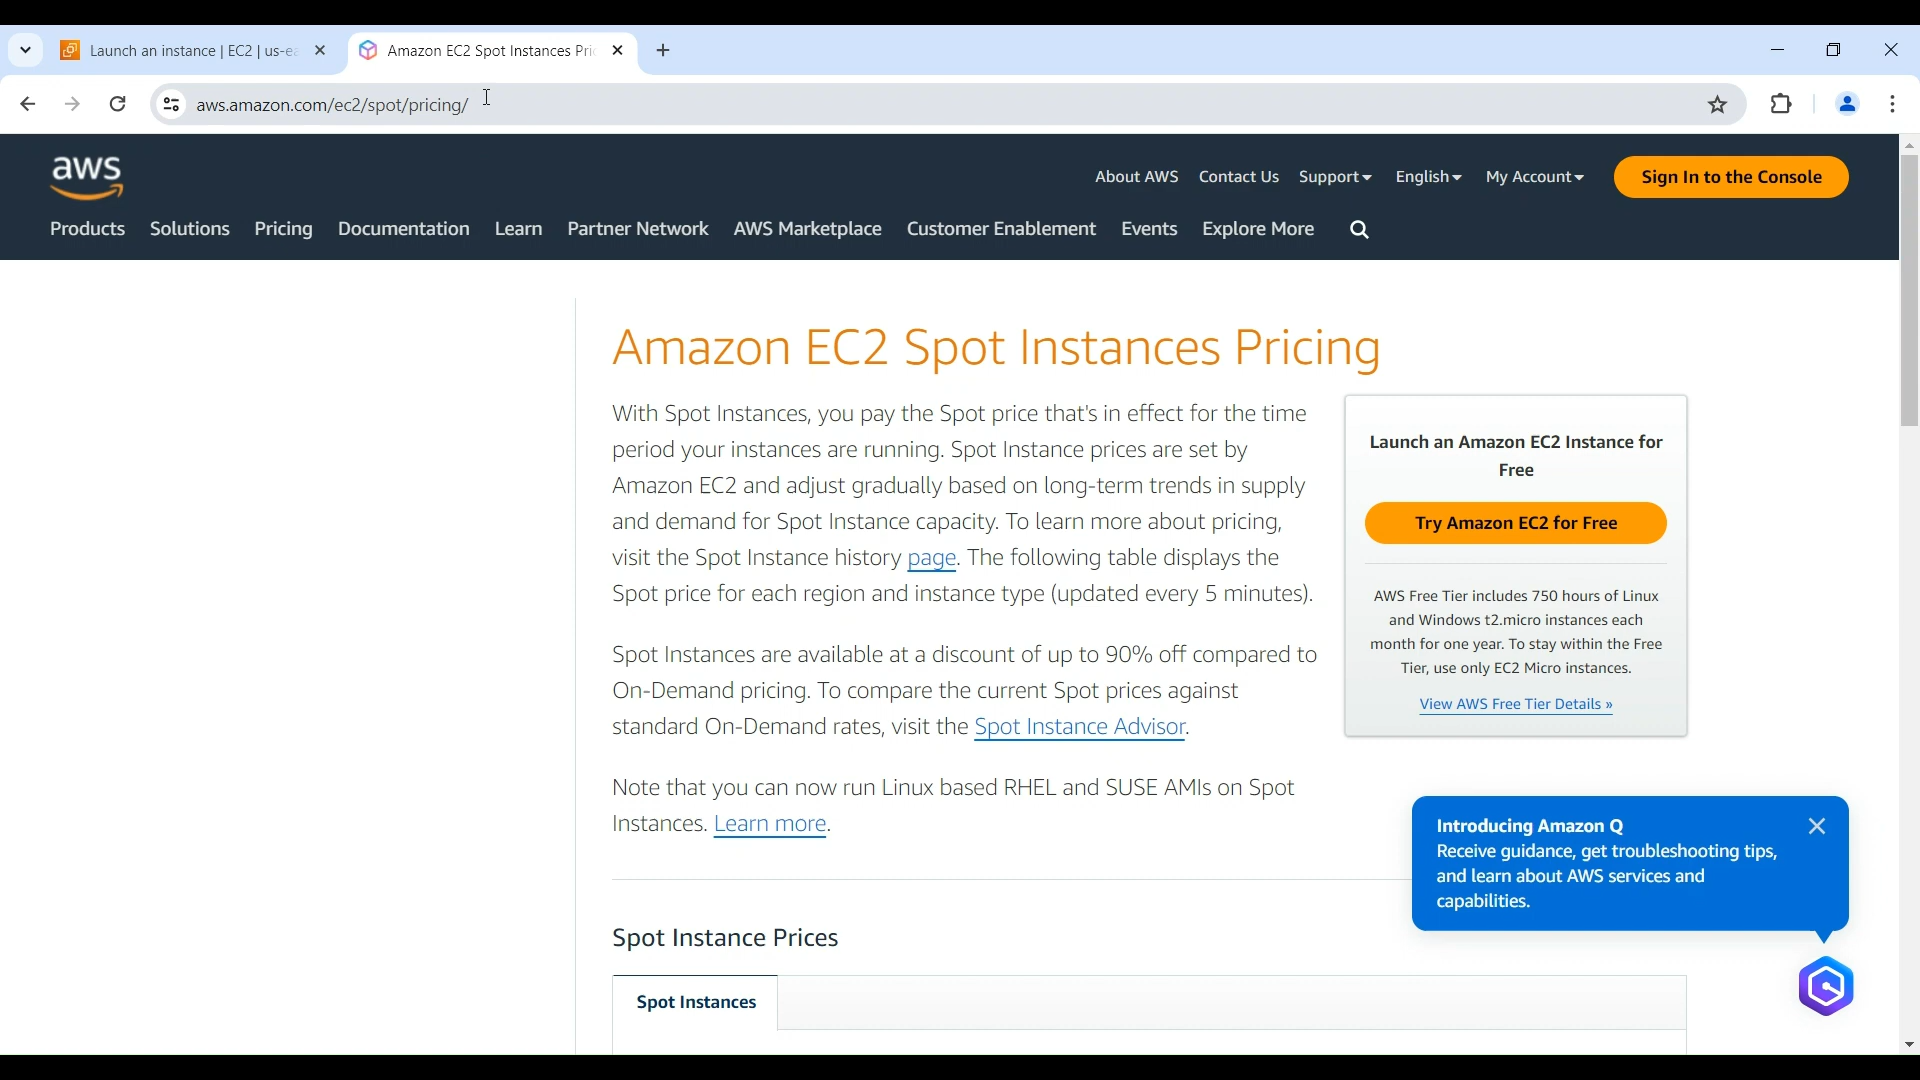 Launch an instance | EC2 | us-ea
Amazon EC2 Spot Instances Pric
aws.amazon.com/ec2/spot/pricing/
aws
About AWS
Contact Us
Support
English
My Account
Sign In to the Console
Products
Solutions
Pricing
Documentation
Learn
Partner Network
AWS Marketplace
Customer Enablement
Events
Explore More
Amazon EC2 Spot Instances Pricing
With Spot Instances, you pay the Spot price that's in effect for the time
period your instances are running. Spot Instance prices are set by
Amazon EC2 and adjust gradually based on long-term trends in supply
and demand for Spot Instance capacity. To learn more about pricing,
visit the Spot Instance history page. The following table displays the
Spot price for each region and instance type (updated every 5 minutes).
Spot Instances are available at a discount of up to 90% off compared to
On-Demand pricing. To compare the current Spot prices against
standard On-Demand rates, visit the Spot Instance Advisor.
Note that you can now run Linux based RHEL and SUSE AMIs on Spot
Instances. Learn more.
Launch an Amazon EC2 Instance for
Free
Try Amazon EC2 for Free
AWS Free Tier includes 750 hours of Linux
and Windows t2.micro instances each
month for one year. To stay within the Free
Tier, use only EC2 Micro instances.
View AWS Free Tier Details »
Introducing Amazon Q
Receive guidance, get troubleshooting tips,
and learn about AWS services and
capabilities.
Spot Instance Prices
Spot Instances